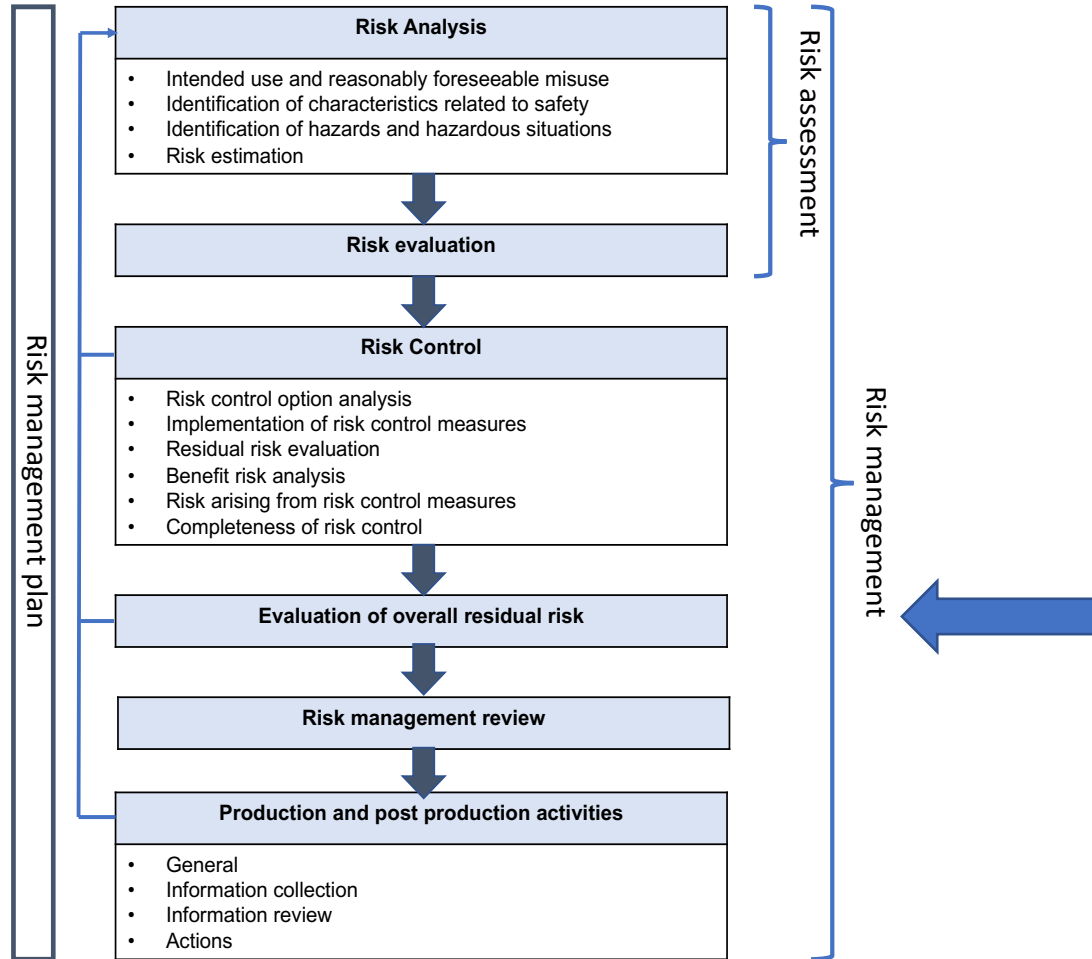 Risk Analysis
• Intended use and reasonably foreseeable misuse
• Identification of characteristics related to safety
• Identification of hazards and hazardous situations
• Risk estimation
Risk evaluation
Risk Control
• Risk control option analysis
• Implementation of risk control measures
• Residual risk evaluation
• Benefit risk analysis
• Risk arising from risk control measures
• Completeness of risk control
Evaluation of overall residual risk
Risk management review
Production and post production activities
• General
• Information collection
• Information review
• Actions
Risk management plan
Risk assessment
Risk management